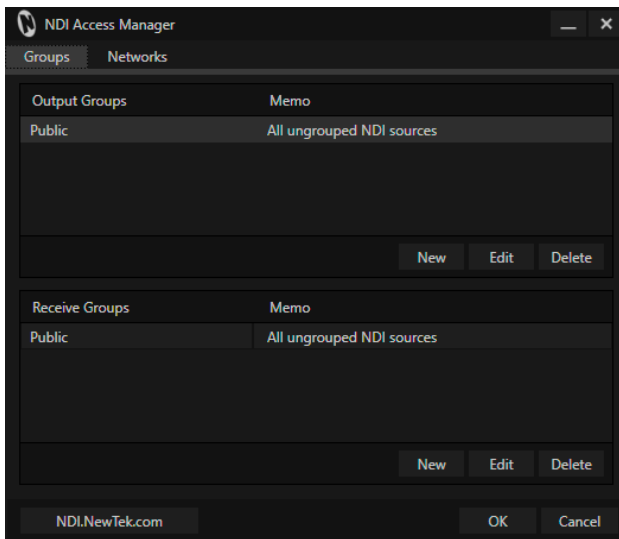 NDI Access Manager
Groups Networks
Output Groups Memo
Public All ungrouped NDI sources
New Edit Delete
Receive Groups Memo
Public All ungrouped NDI sources
New Edit Delete
NDI.NewTek.com OK Cancel